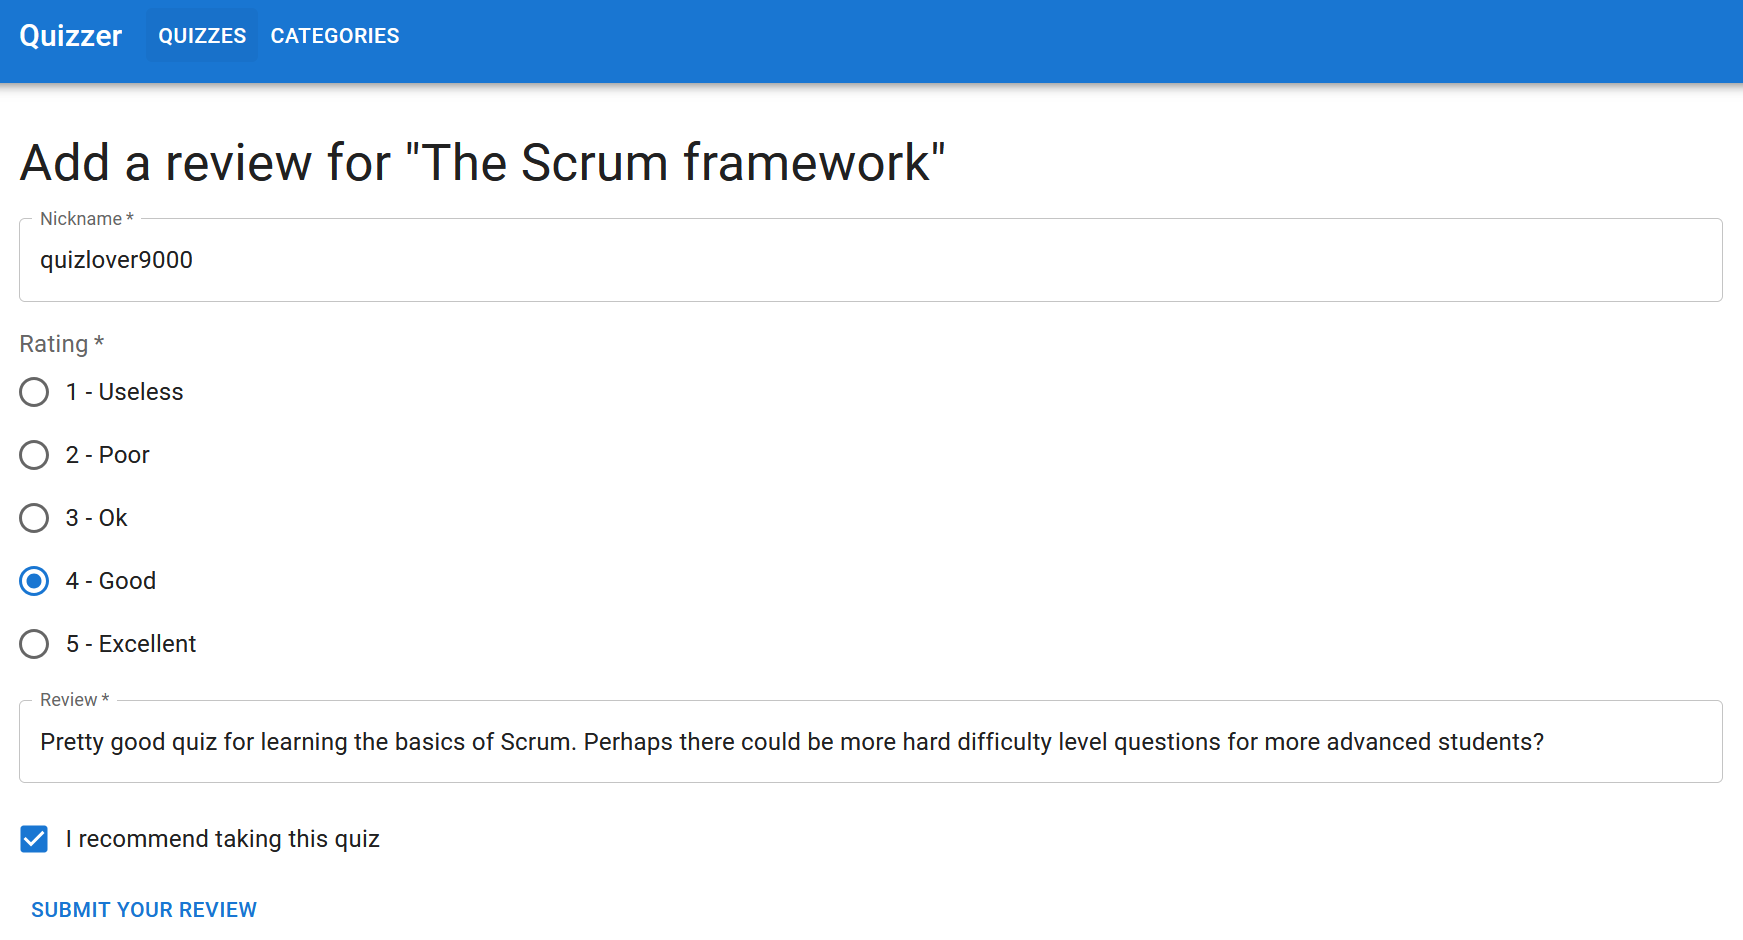 Quizzer QUIZZES CATEGORIES
Add a review for "The Scrum framework"
Nickname *
quizlover9000
Rating *
1 - Useless
2 - Poor
3 - Ok
4 - Good
5 - Excellent
Review *
Pretty good quiz for learning the basics of Scrum. Perhaps there could be more hard difficulty level questions for more advanced students?
I recommend taking this quiz
SUBMIT YOUR REVIEW